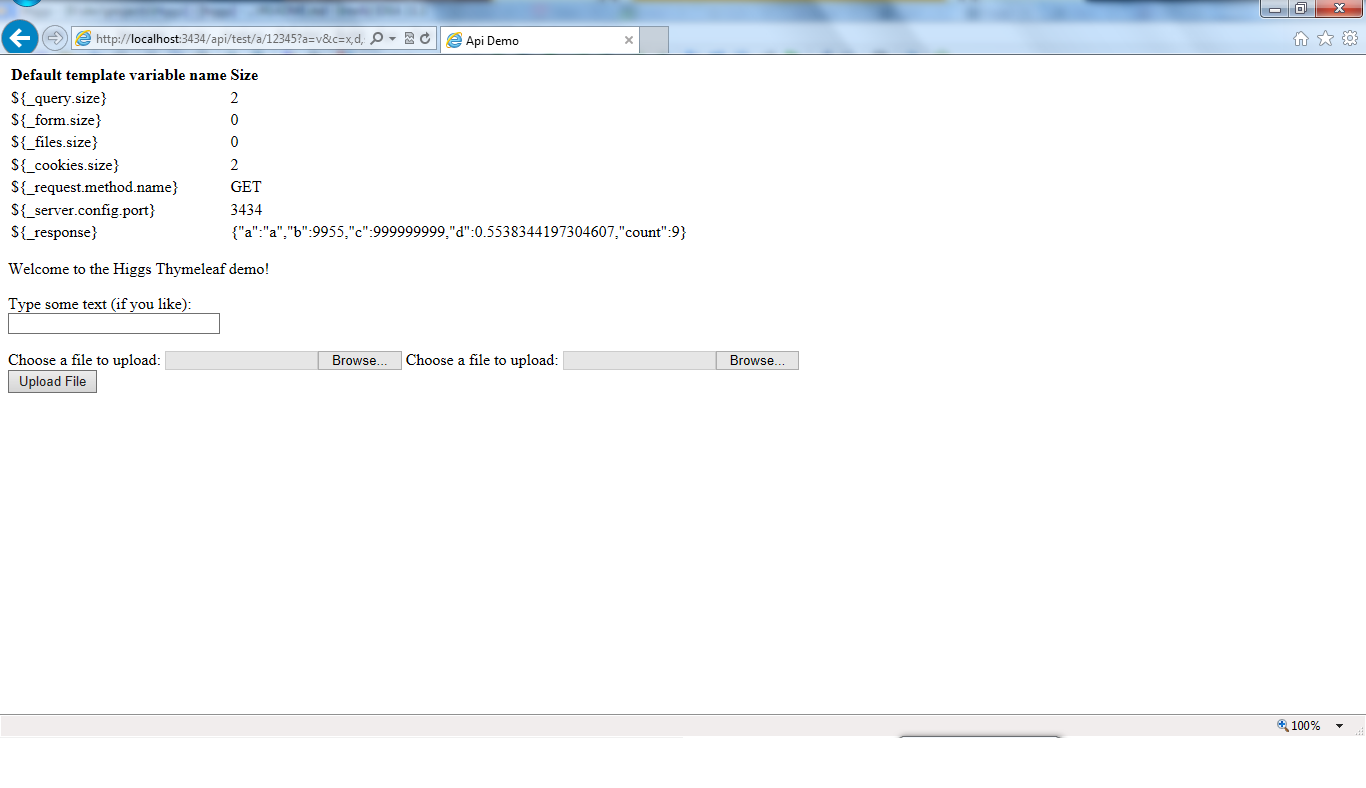 http://localhost:3434/api/test/a/12345?a=v&c=x,d,
Api Demo
Default template variable name Size
${_query.size} 2
${_form.size} 0
${_files.size} 0
${_cookies.size} 2
${_request.method.name} GET
${_server.config.port} 3434
${_response} {"a":"a","b":9955,"c":999999999,"d":0.5538344197304607,"count":9}
Welcome to the Higgs Thymeleaf demo!
Type some text (if you like):
Choose a file to upload: Browse... Choose a file to upload: Browse...
Upload File
100%